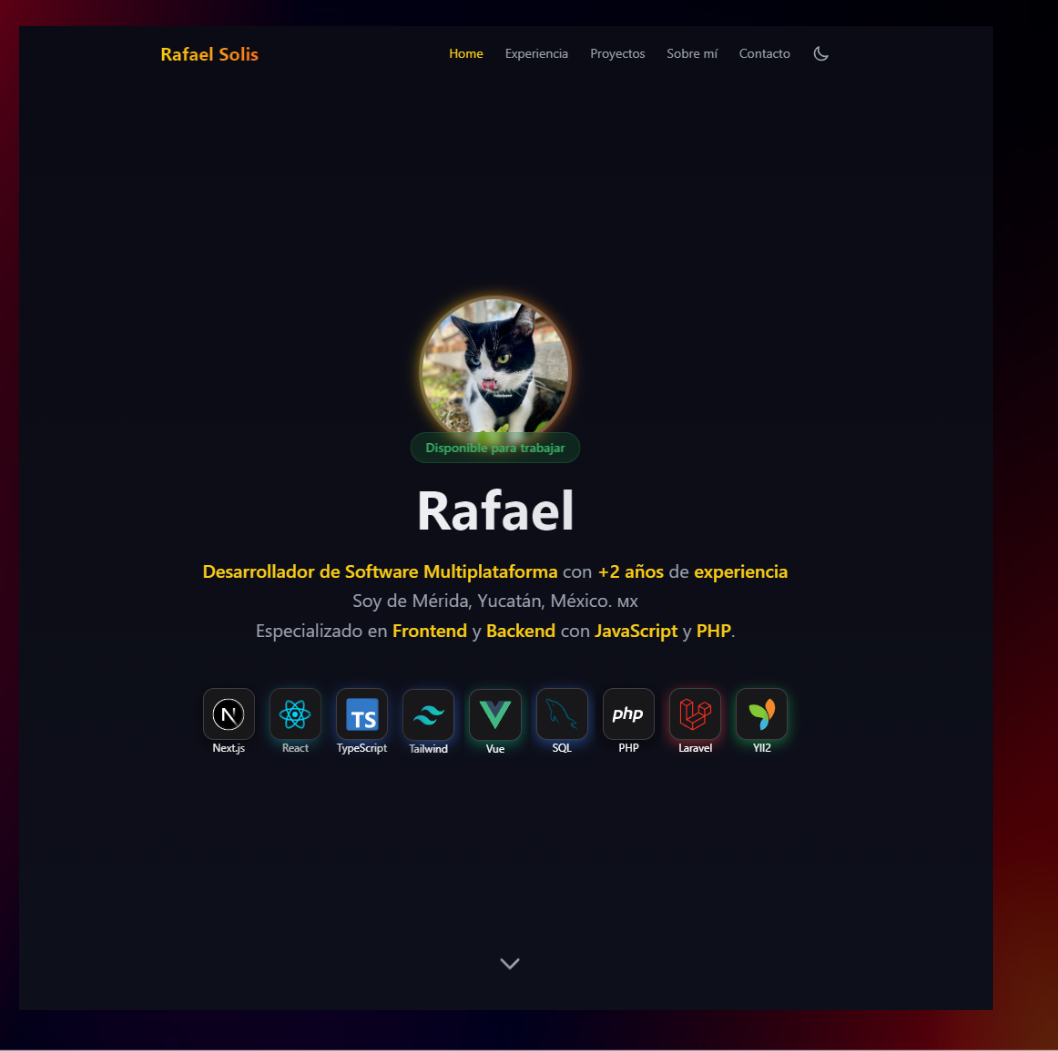 Rafael Solis
Home Experiencia Proyectos Sobre mí Contacto
Disponible para trabajar
Rafael
Desarrollador de Software Multiplataforma con +2 años de experiencia
Soy de Mérida, Yucatán, México. MX
Especializado en Frontend y Backend con JavaScript y PHP.
N TS php
Next.js React TypeScript Tailwind Vue SQL PHP Laravel YII2